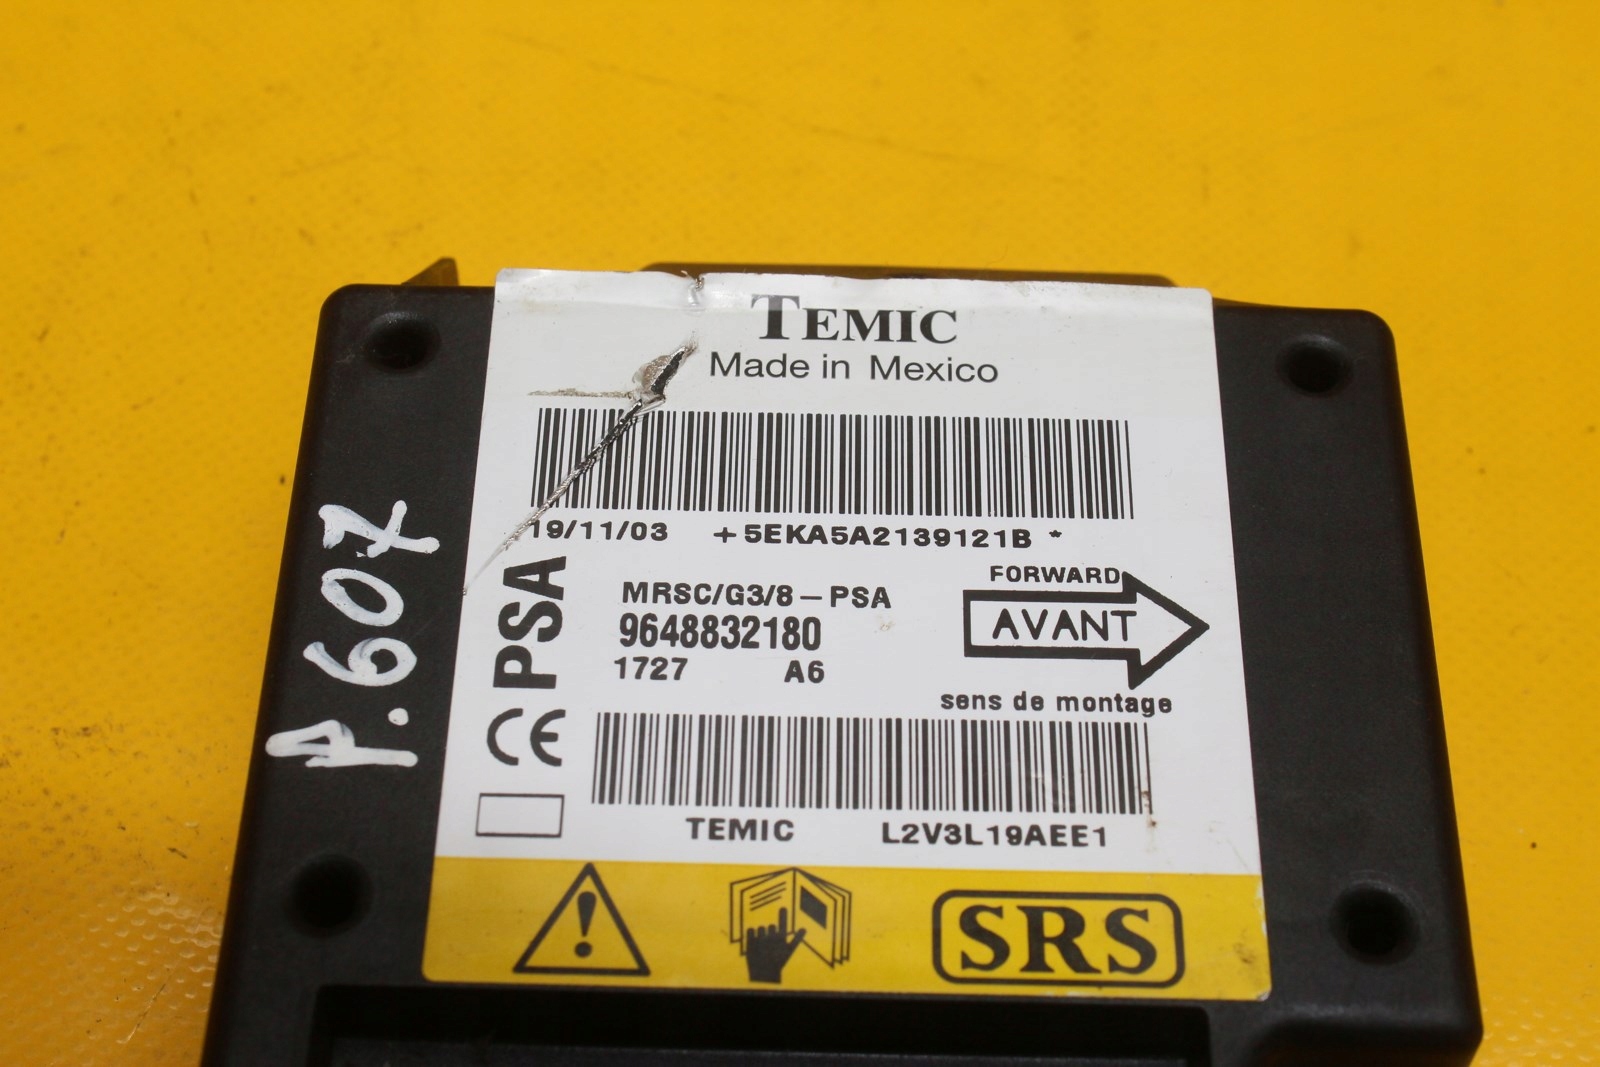 TEMIC
Made in Mexico
19/11/03 +5EKA5A2139121B *
PSA
MRSC/G3/8-PSA
9648832180
1727 A6
FORWARD
AVANT
sens de montage
CE
TEMIC L2V3L19AEE1
SRS
P.607